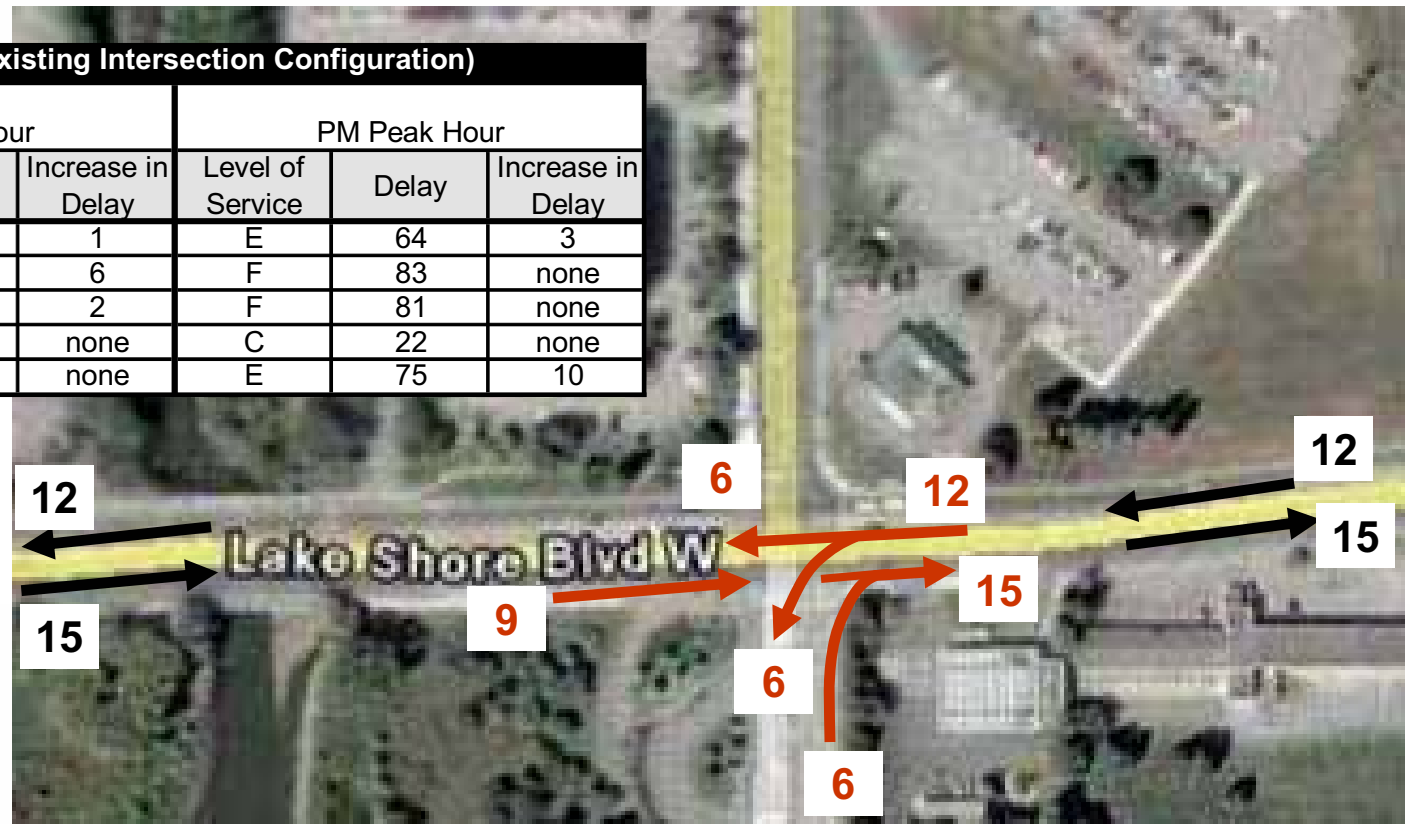 xisting Intersection Configuration)
our PM Peak Hour
Increase in Level of Delay Increase in
Delay Service Delay
1 E 64 3
6 F 83 none
2 F 81 none
none C 22 none
none E 75 10
12
6
12
12
Lake Shore Blvd W
15
15
15
9
6
6